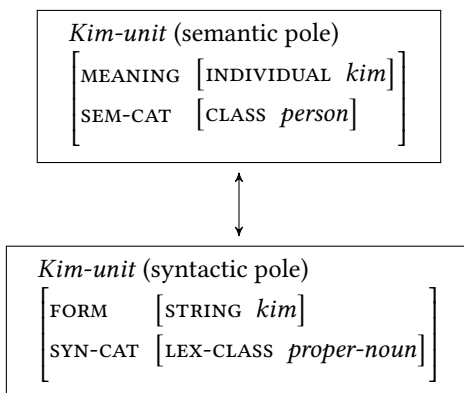 Kim-unit (semantic pole)
[MEANING [INDIVIDUAL kim]
SEM-CAT [CLASS person]]
Kim-unit (syntactic pole)
[FORM [STRING kim]
SYN-CAT [LEX-CLASS proper-noun]]